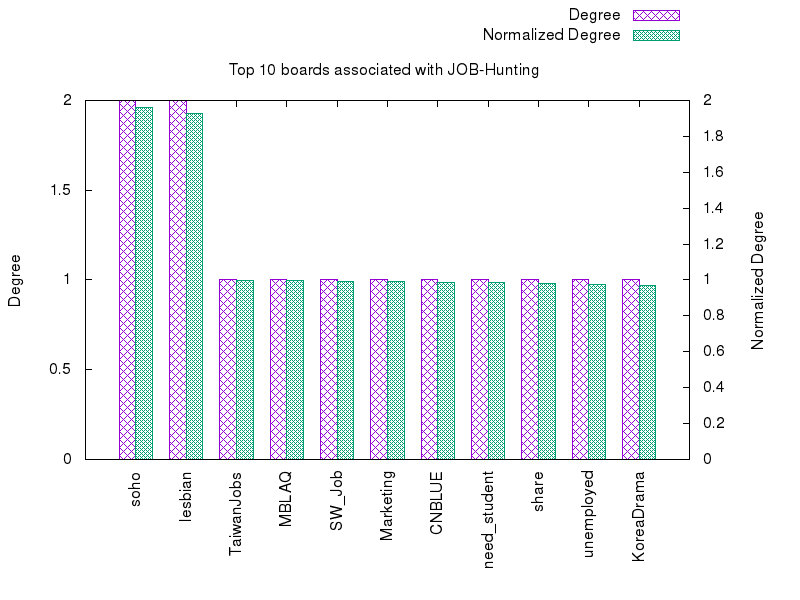 Degree
Normalized Degree
Top 10 boards associated with JOB-Hunting
2
1.5
1
0.5
0
2
1.8
1.6
1.4
1.2
1
0.8
0.6
0.4
0.2
0
Degree
Normalized Degree
soho
lesbian
TaiwanJobs
MBLAQ
SW_Job
Marketing
CNBLUE
need_student
share
unemployed
KoreaDrama